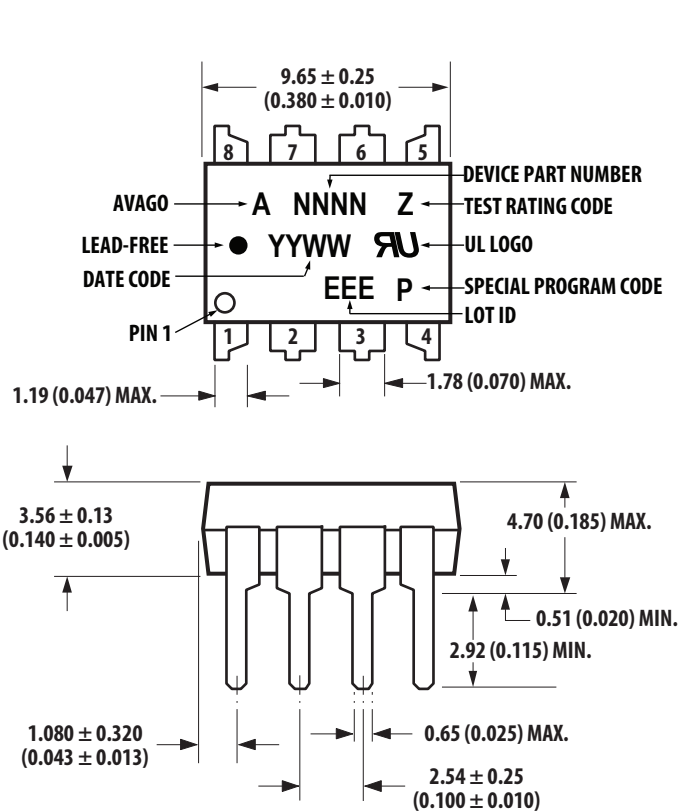 9.65 ± 0.25
(0.380 ± 0.010)
8 7 6 5
DEVICE PART NUMBER
AVAGO A NNNN Z TEST RATING CODE
LEAD-FREE YYWW UL LOGO
DATE CODE
EEE P SPECIAL PROGRAM CODE
LOT ID
PIN 1
1 2 3 4
1.19 (0.047) MAX.
1.78 (0.070) MAX.
3.56 ± 0.13
(0.140 ± 0.005)
4.70 (0.185) MAX.
0.51 (0.020) MIN.
2.92 (0.115) MIN.
1.080 ± 0.320
(0.043 ± 0.013)
0.65 (0.025) MAX.
2.54 ± 0.25
(0.100 ± 0.010)